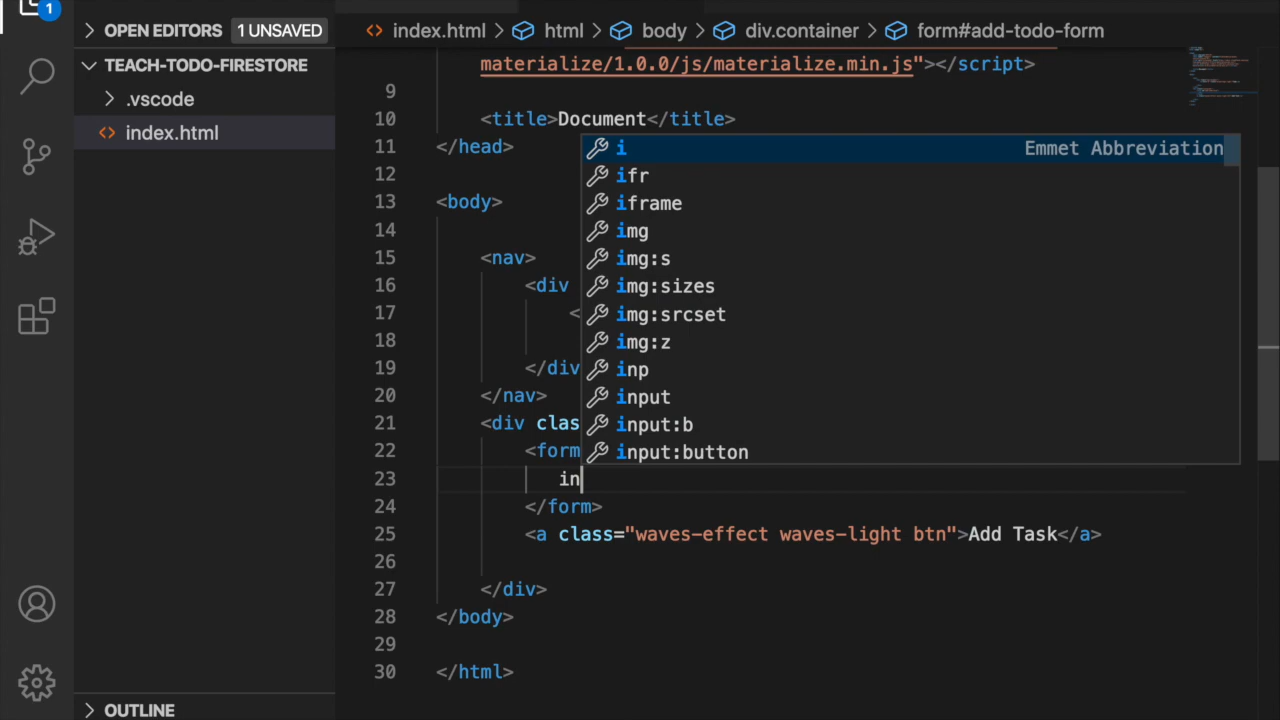 1
OPEN EDITORS 1 UNSAVED
TEACH-TODO-FIRESTORE
.vscode
index.html
OUTLINE
index.html > html > body > div.container > form#add-todo-form
materialize/1.0.0/js/materialize.min.js"></script>
9
10 <title>Document</title>
11 </head>
12
13 <body>
14
15 <nav>
16 <div
17 <
18
19 </div
20 </nav>
21 <div clas
22 <form
23 in
24 </form>
25 <a class="waves-effect waves-light btn">Add Task</a>
26
27 </div>
28 </body>
29
30 </html>
i Emmet Abbreviation
ifr
iframe
img
img:s
img:sizes
img:srcset
img:z
inp
input
input:b
input:button